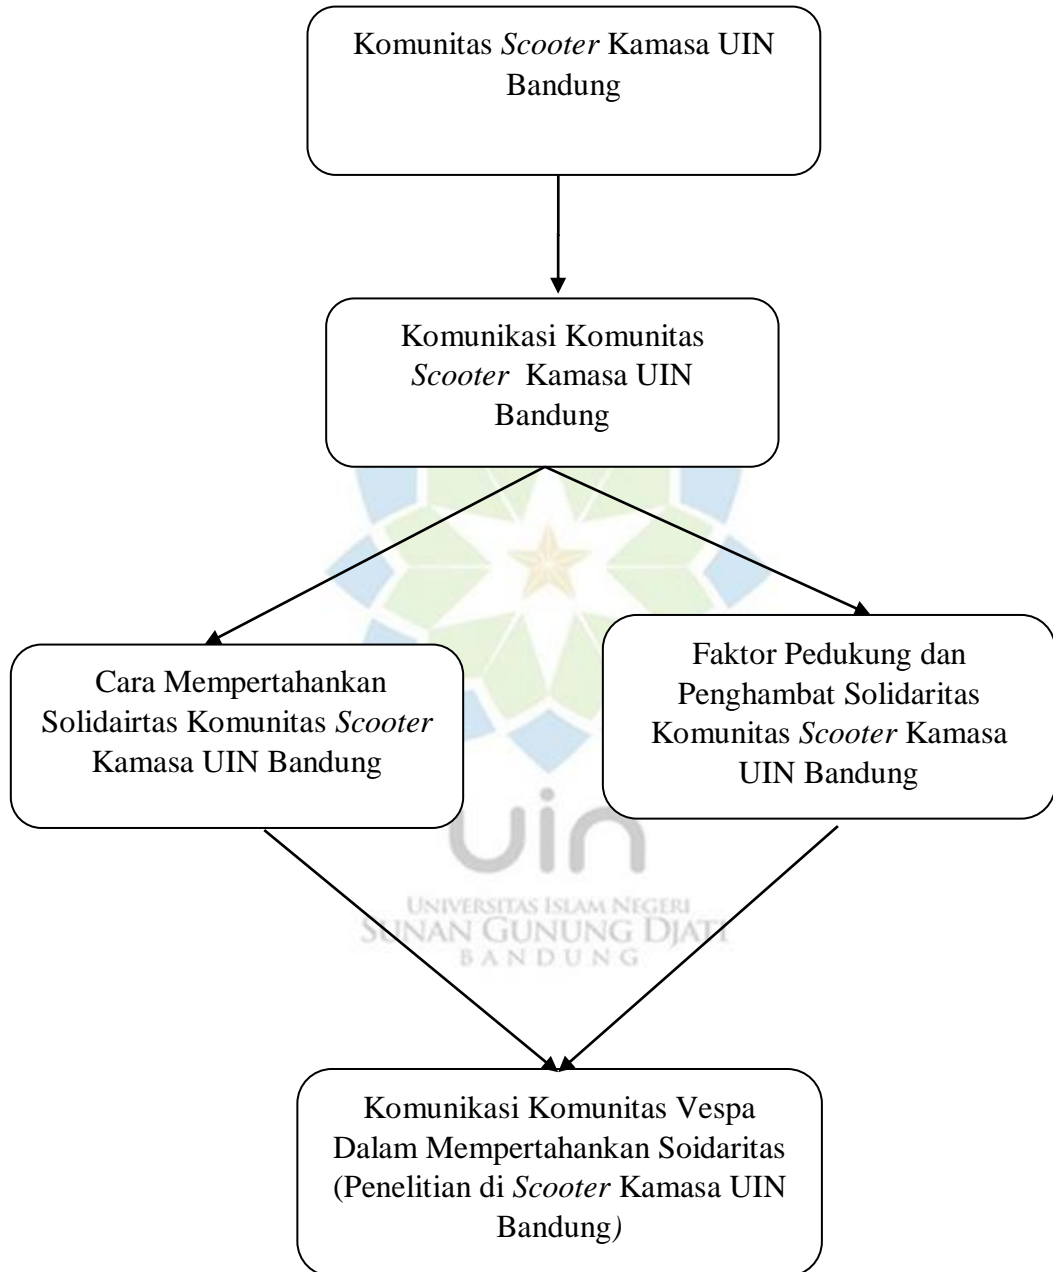 Komunitas Scooter Kamasa UIN
Bandung
Komunikasi Komunitas
Scooter Kamasa UIN
Bandung
Cara Mempertahankan
Solidairtas Komunitas Scooter
Kamasa UIN Bandung
Faktor Pedukung dan
Penghambat Solidaritas
Komunitas Scooter Kamasa
UIN Bandung
uin
UNIVERSITAS ISLAM NEGERI
SUNAN GUNUNG DJATI
BANDUNG
Komunikasi Komunitas Vespa
Dalam Mempertahankan Soidaritas
(Penelitian di Scooter Kamasa UIN
Bandung)